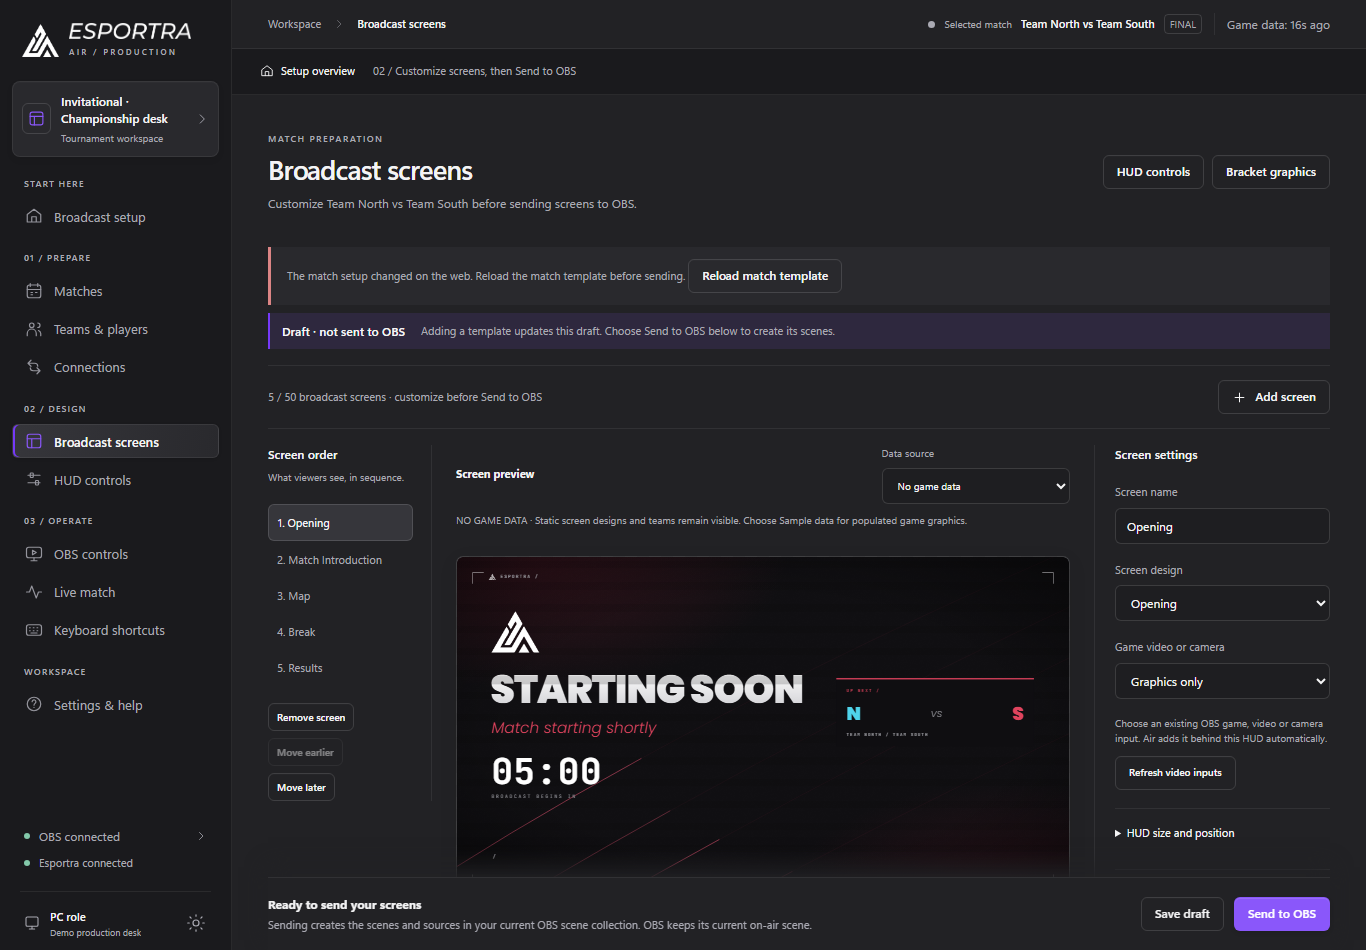 ESPORTRA
AIR / PRODUCTION
Invitational ·
Championship desk
Tournament workspace
START HERE
Broadcast setup
01 / PREPARE
Matches
Teams & players
Connections
02 / DESIGN
Broadcast screens
HUD controls
03 / OPERATE
OBS controls
Live match
Keyboard shortcuts
WORKSPACE
Settings & help
OBS connected
Esportra connected
PC role
Demo production desk
Workspace
Broadcast screens
Selected match Team North vs Team South FINAL
Game data: 16s ago
Setup overview
02 / Customize screens, then Send to OBS
MATCH PREPARATION
Broadcast screens
Customize Team North vs Team South before sending screens to OBS.
HUD controls
Bracket graphics
The match setup changed on the web. Reload the match template before sending. Reload match template
Draft · not sent to OBS Adding a template updates this draft. Choose Send to OBS below to create its scenes.
5 / 50 broadcast screens · customize before Send to OBS
Add screen
Screen order
What viewers see, in sequence.
1. Opening
2. Match Introduction
3. Map
4. Break
5. Results
Remove screen
Move earlier
Move later
Screen preview
Data source
No game data
NO GAME DATA · Static screen designs and teams remain visible. Choose Sample data for populated game graphics.
ESPORTRA /
STARTING SOON
Match starting shortly
05:00
BROADCAST BEGINS IN
/
UP NEXT /
N VS S
TEAM NORTH / TEAM SOUTH
Screen settings
Screen name
Opening
Screen design
Opening
Game video or camera
Graphics only
Choose an existing OBS game, video or camera
input. Air adds it behind this HUD automatically.
Refresh video inputs
HUD size and position
Ready to send your screens
Sending creates the scenes and sources in your current OBS scene collection. OBS keeps its current on-air scene.
Save draft
Send to OBS